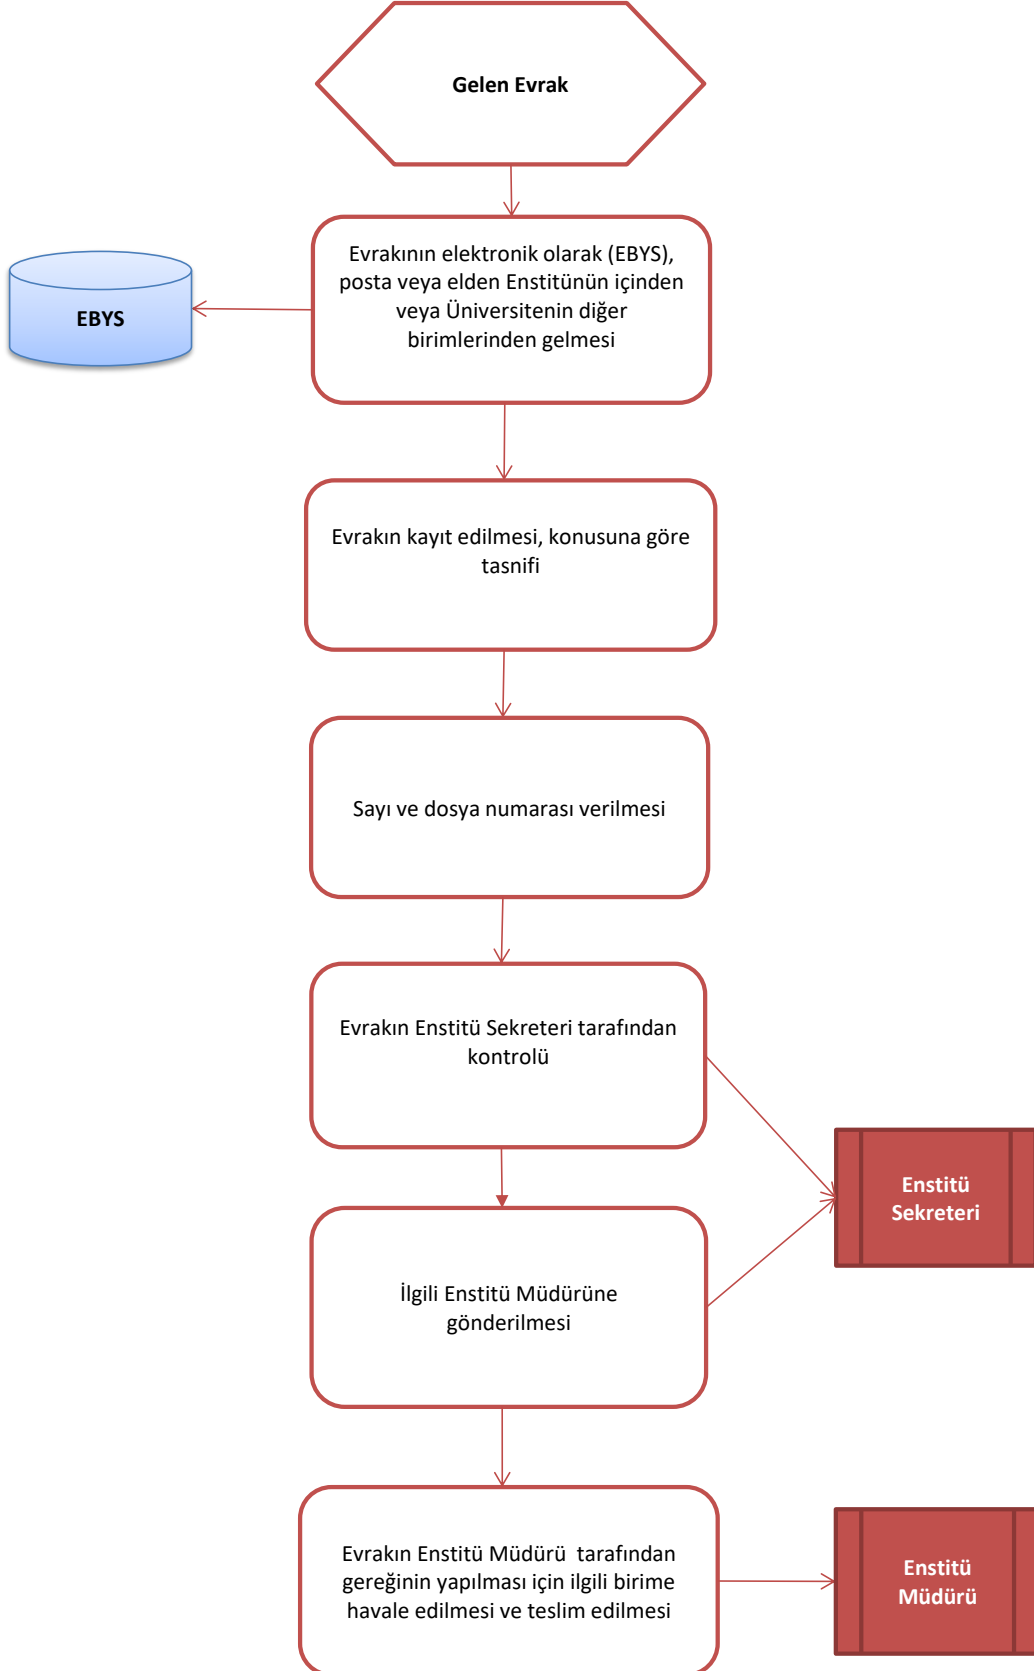 Gelen Evrak
Evrakının elektronik olarak (EBYS),
posta veya elden Enstitünün içinden
veya Üniversitenin diğer
birimlerinden gelmesi
EBYS
Evrakın kayıt edilmesi, konusuna göre
tasnifi
Sayı ve dosya numarası verilmesi
Evrakın Enstitü Sekreteri tarafından
kontrolü
Enstitü
Sekreteri
İlgili Enstitü Müdürüne
gönderilmesi
Evrakın Enstitü Müdürü  tarafından
gereğinin yapılması için ilgili birime
havale edilmesi ve teslim edilmesi
Enstitü
Müdürü